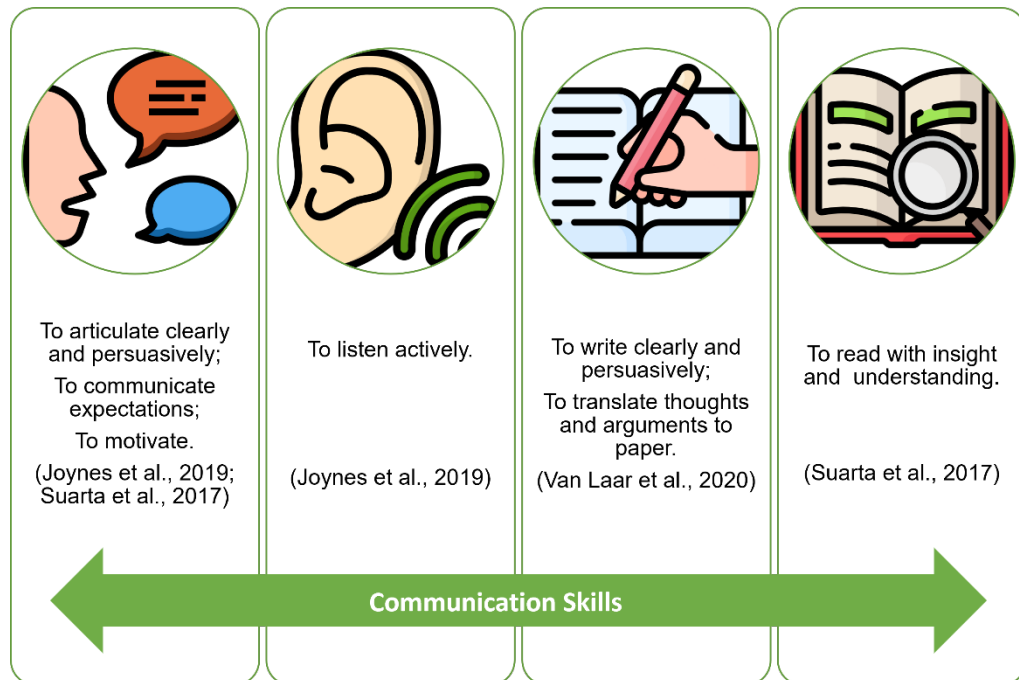 To articulate clearly
and persuasively;
To communicate
expectations;
To motivate.
(Joynes et al., 2019;
Suarta et al., 2017)
To listen actively.
(Joynes et al., 2019)
To write clearly and
persuasively;
To translate thoughts
and arguments to
paper.
(Van Laar et al., 2020)
To read with insight
and  understanding.
(Suarta et al., 2017)
Communication Skills